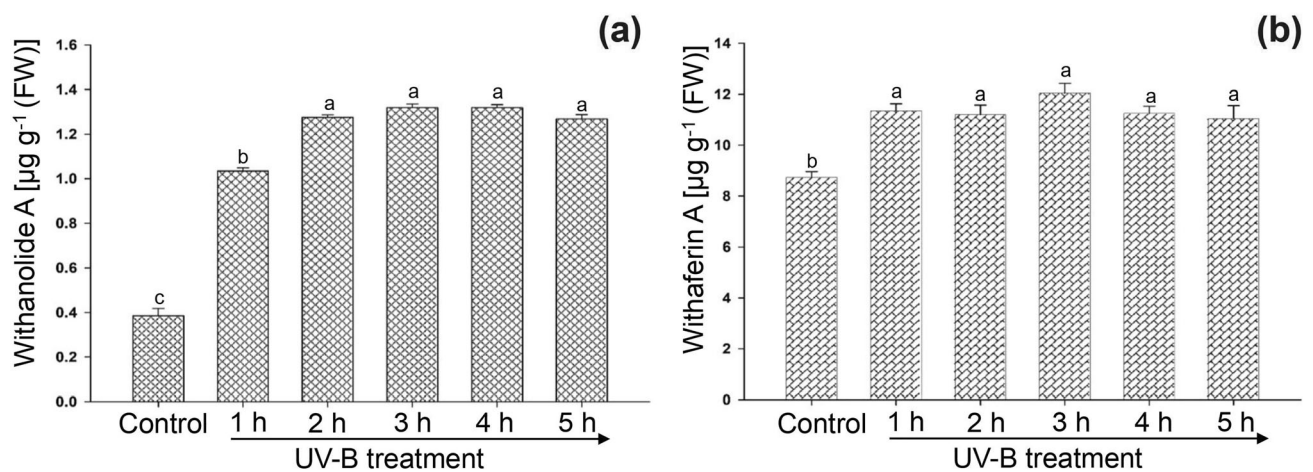 (a)
Withanolide A [µg g⁻¹ (FW)]
1.6
1.4
1.2
1.0
0.8
0.6
0.4
0.2
0.0
c
b
a
a
a
a
Control 1 h 2 h 3 h 4 h 5 h
UV-B treatment
(b)
Withaferin A [µg g⁻¹ (FW)]
14
12
10
8
6
4
2
0
b
a
a
a
a
a
Control 1 h 2 h 3 h 4 h 5 h
UV-B treatment